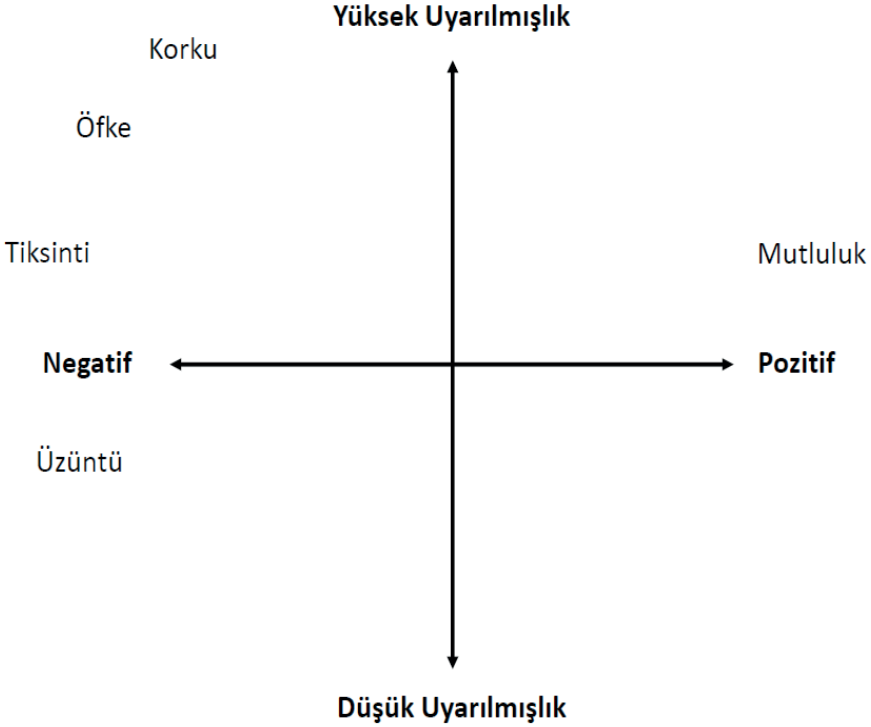 Yüksek Uyarılmışlık
Korku
Öfke
Tiksinti
Mutluluk
Negatif
Pozitif
Üzüntü
Düşük Uyarılmışlık